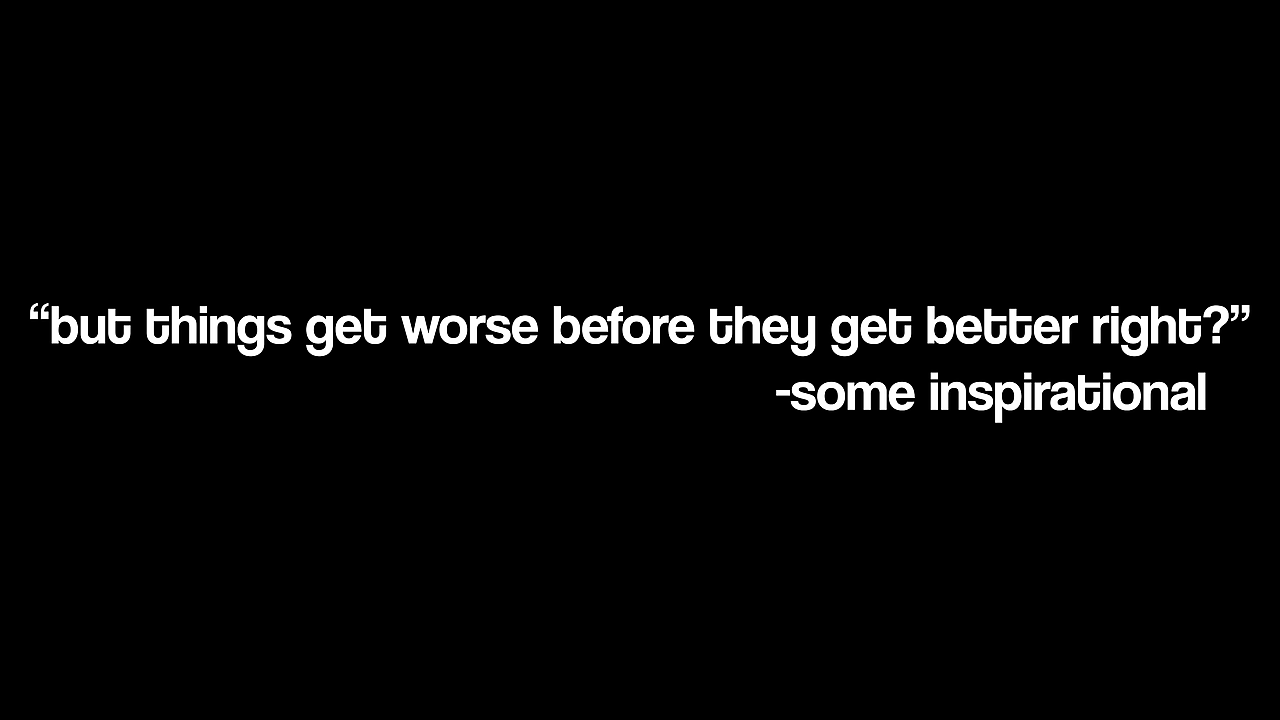 “but things get worse before they get better right?”
-some inspirational